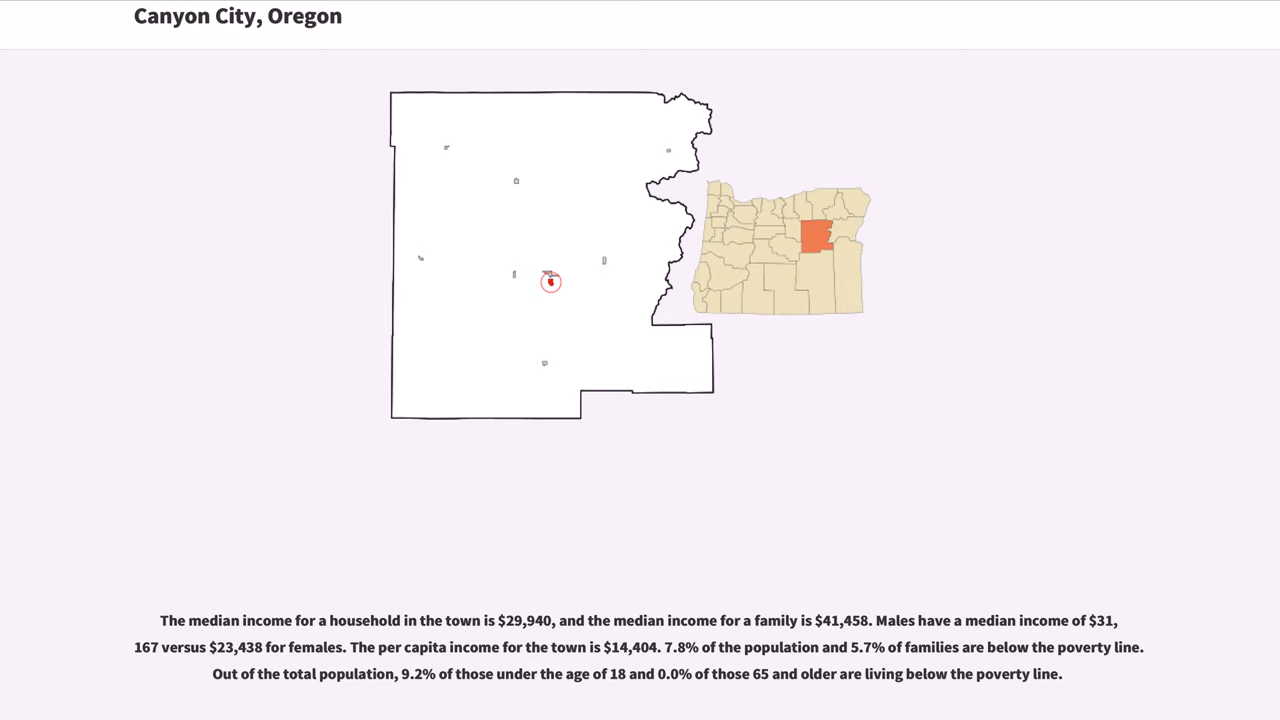 Canyon City, Oregon
The median income for a household in the town is $29,940, and the median income for a family is $41,458. Males have a median income of $31,
167 versus $23,438 for females. The per capita income for the town is $14,404. 7.8% of the population and 5.7% of families are below the poverty line.
Out of the total population, 9.2% of those under the age of 18 and 0.0% of those 65 and older are living below the poverty line.